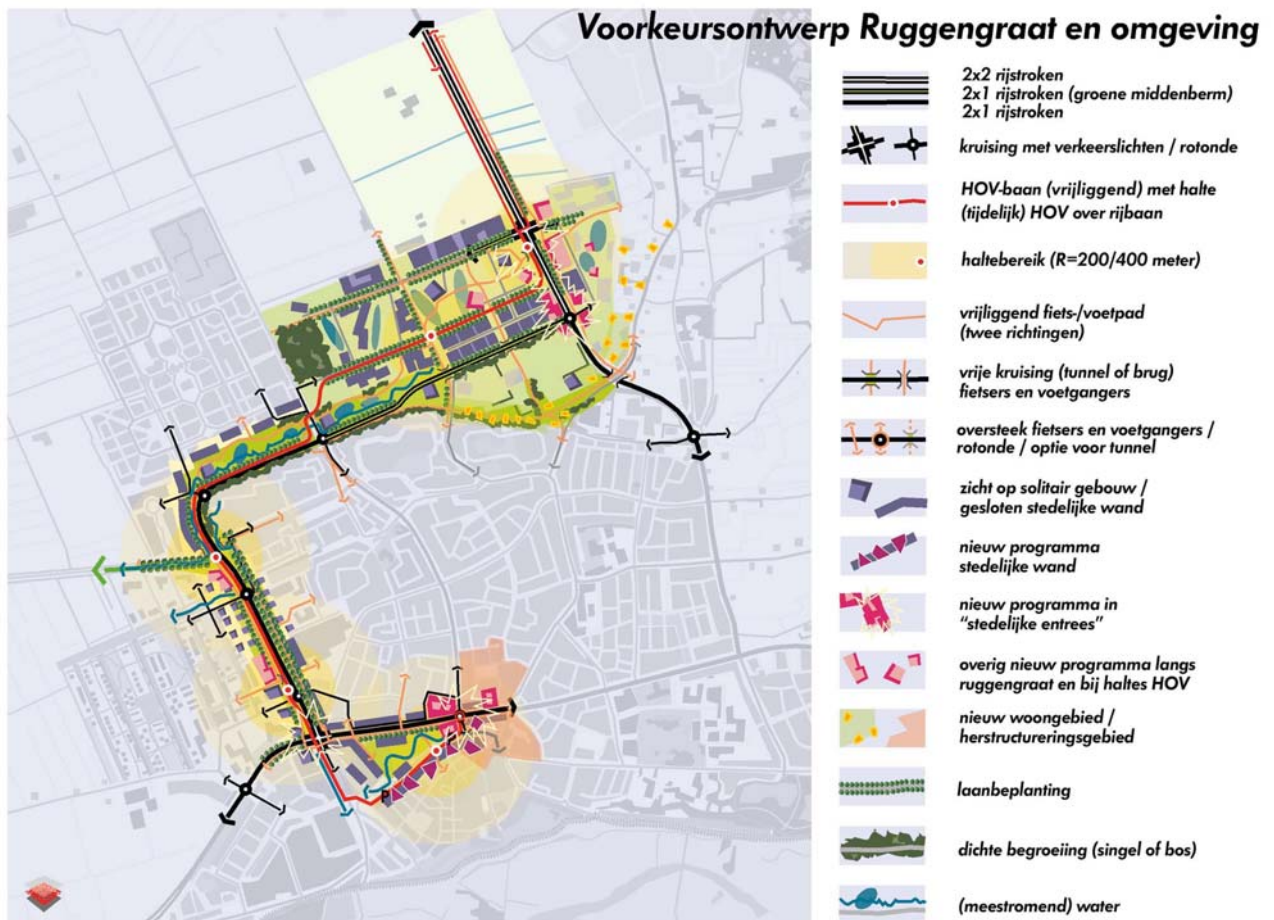 Voorkeursontwerp Ruggengraat en omgeving
2x2 rijstroken
2x1 rijstroken (groene middenberm)
2x1 rijstroken
kruising met verkeerslichten / rotonde
HOV-baan (vrijliggend) met halte
(tijdelijk) HOV over rijbaan
haltebereik (R=200/400 meter)
vrijliggend fiets-/voetpad
(twee richtingen)
vrije kruising (tunnel of brug)
fietsers en voetgangers
oversteek fietsers en voetgangers /
rotonde / optie voor tunnel
zicht op solitair gebouw /
gesloten stedelijke wand
nieuw programma
stedelijke wand
nieuw programma in
"stedelijke entrees"
overig nieuw programma langs
ruggengraat en bij haltes HOV
nieuw woongebied /
herstructureringsgebied
laanbeplanting
dichte begroeiing (singel of bos)
(meestromend) water
P